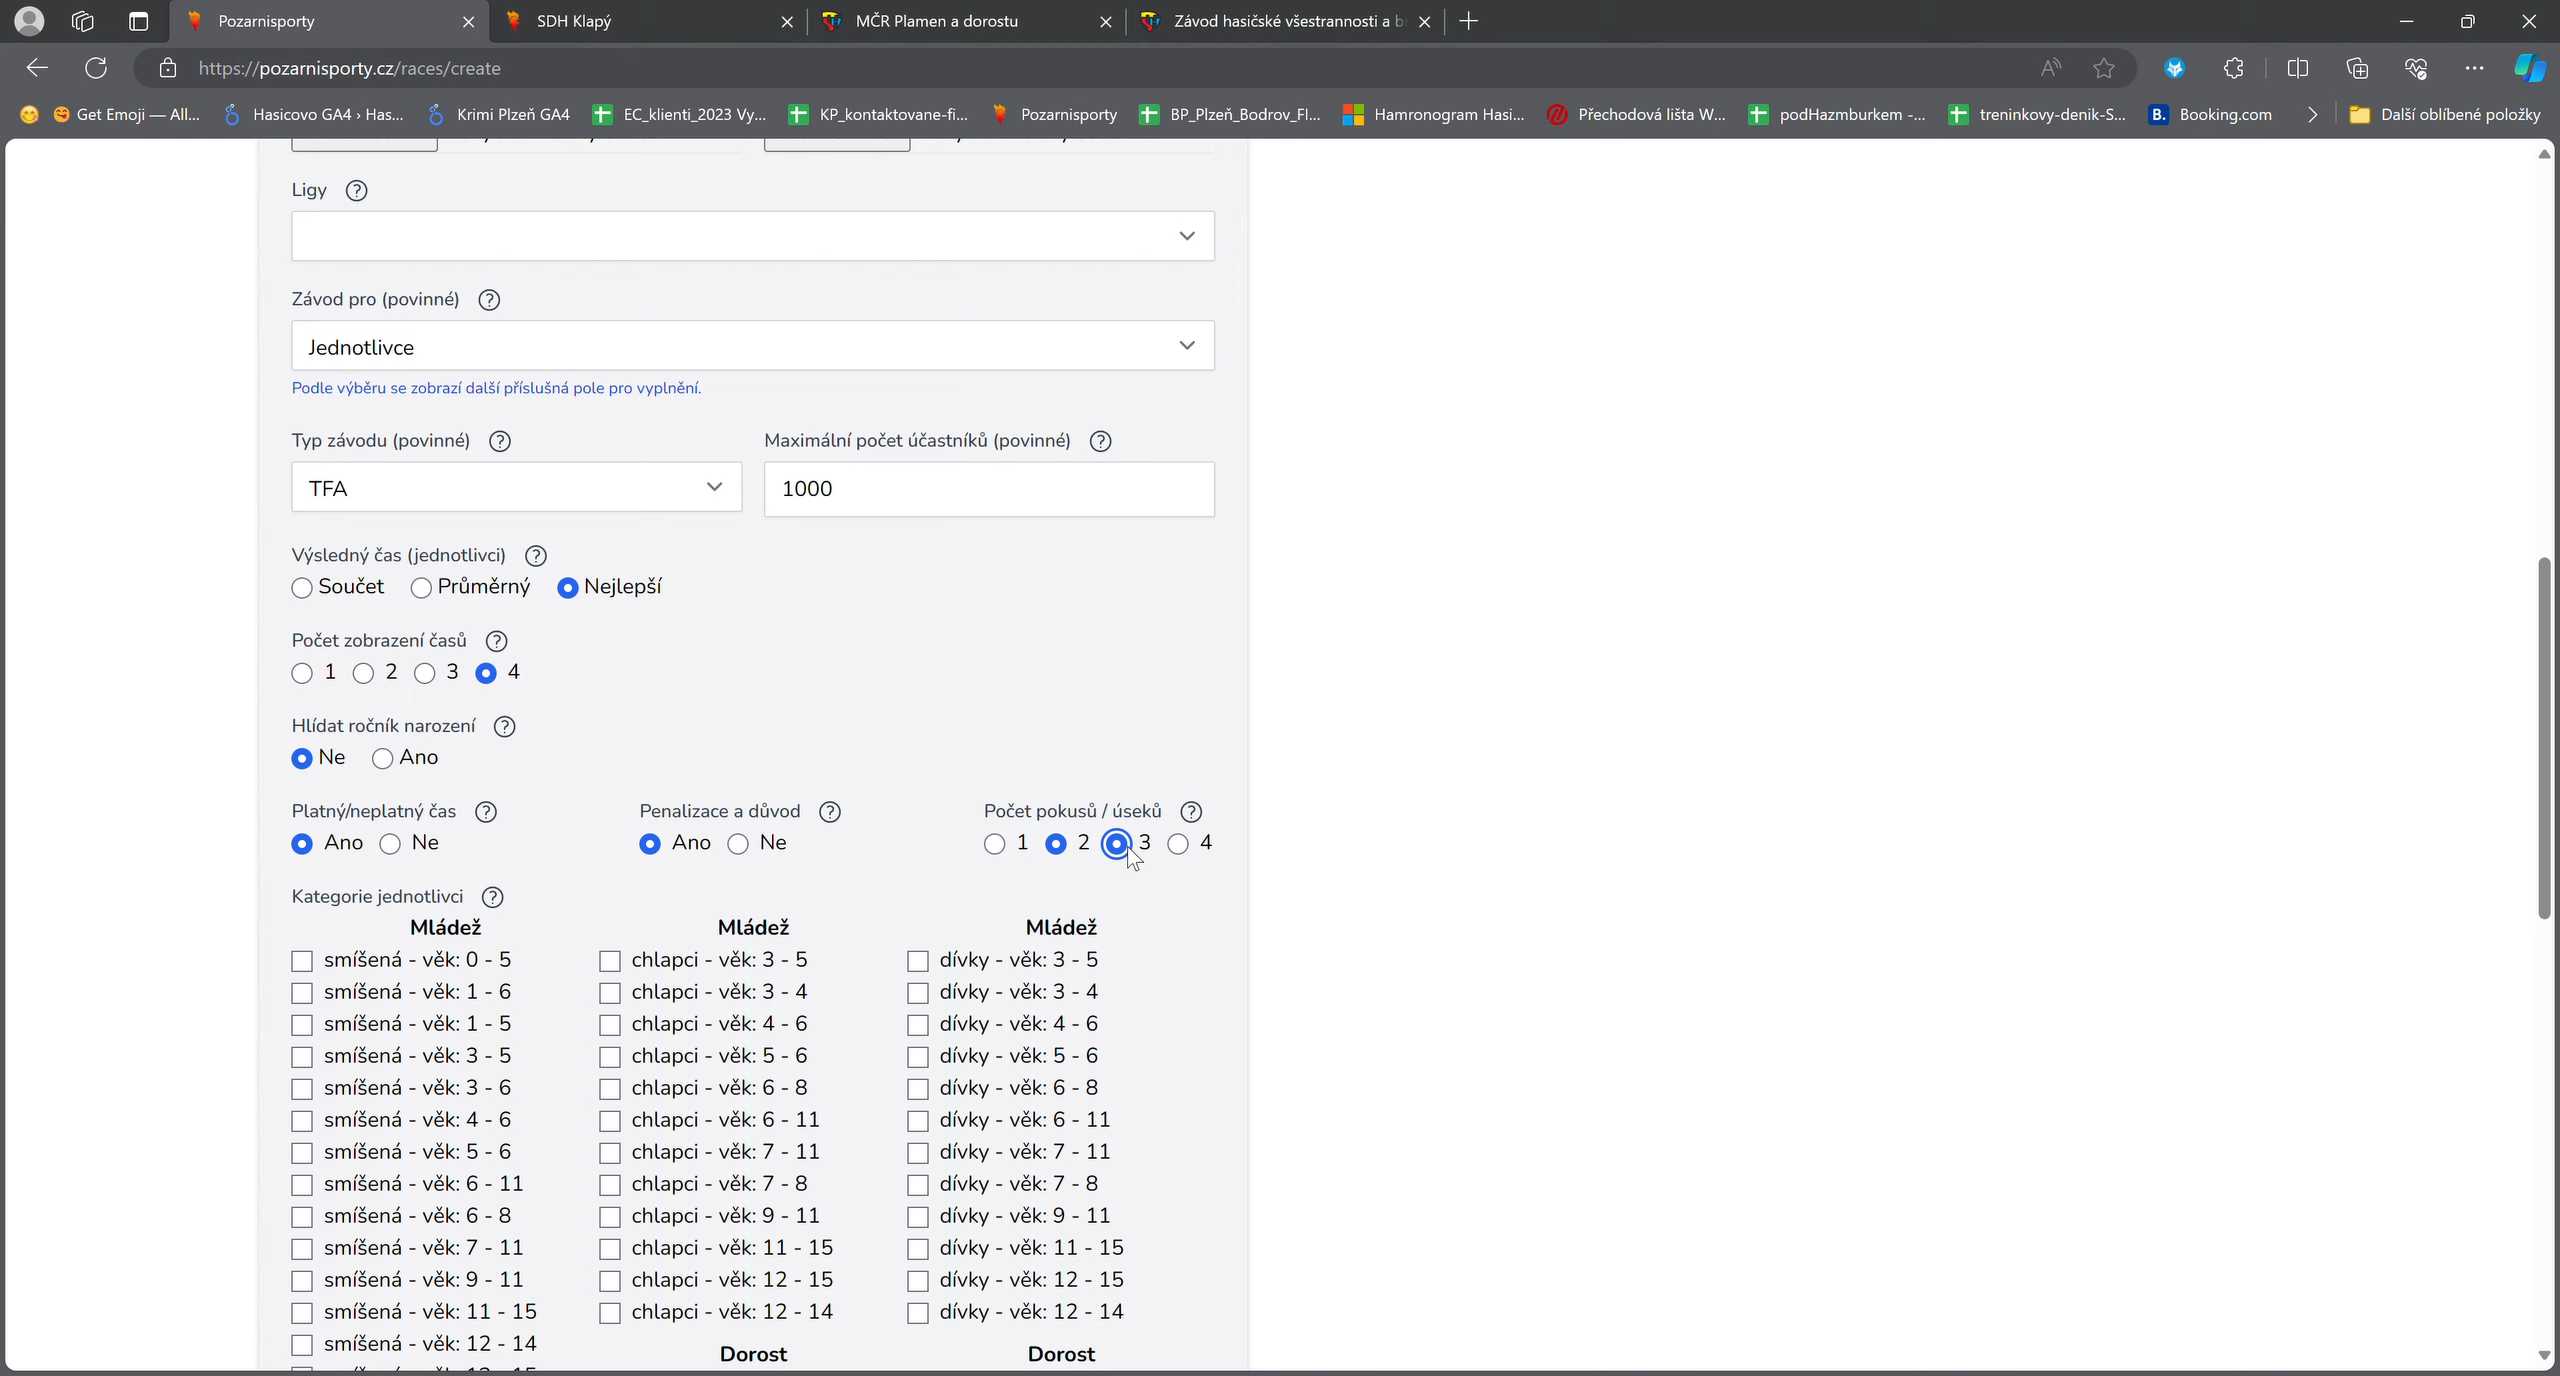 Pozarnisporty
SDH Klapý
MČR Plamen a dorostu
Závod hasičské všestrannosti a b
https://pozarnisporty.cz/races/create
Get Emoji — All...
Hasicovo GA4 › Has...
Krimi Plzeň GA4
EC_klienti_2023 Vy...
KP_kontaktovane-fi...
Pozarnisporty
BP_Plzeň_Bodrov_Fl...
Hamronogram Hasi...
Přechodová lišta W...
podHazmburkem -...
treninkovy-denik-S...
Booking.com
Další oblíbené položky
Ligy
Závod pro (povinné)
Jednotlivce
Podle výběru se zobrazí další příslušná pole pro vyplnění.
Typ závodu (povinné)
Maximální počet účastníků (povinné)
TFA
1000
Výsledný čas (jednotlivci)
Součet Průměrný Nejlepší
Počet zobrazení časů
1 2 3 4
Hlídat ročník narození
Ne Ano
Platný/neplatný čas
Penalizace a důvod
Počet pokusů / úseků
Ano Ne
Ano Ne
1 2 3 4
Kategorie jednotlivci
Mládež Mládež Mládež
smíšená - věk: 0 - 5 chlapci - věk: 3 - 5 dívky - věk: 3 - 5
smíšená - věk: 1 - 6 chlapci - věk: 3 - 4 dívky - věk: 3 - 4
smíšená - věk: 1 - 5 chlapci - věk: 4 - 6 dívky - věk: 4 - 6
smíšená - věk: 3 - 5 chlapci - věk: 5 - 6 dívky - věk: 5 - 6
smíšená - věk: 3 - 6 chlapci - věk: 6 - 8 dívky - věk: 6 - 8
smíšená - věk: 4 - 6 chlapci - věk: 6 - 11 dívky - věk: 6 - 11
smíšená - věk: 5 - 6 chlapci - věk: 7 - 11 dívky - věk: 7 - 11
smíšená - věk: 6 - 11 chlapci - věk: 7 - 8 dívky - věk: 7 - 8
smíšená - věk: 6 - 8 chlapci - věk: 9 - 11 dívky - věk: 9 - 11
smíšená - věk: 7 - 11 chlapci - věk: 11 - 15 dívky - věk: 11 - 15
smíšená - věk: 9 - 11 chlapci - věk: 12 - 15 dívky - věk: 12 - 15
smíšená - věk: 11 - 15 chlapci - věk: 12 - 14 dívky - věk: 12 - 14
smíšená - věk: 12 - 14
Dorost Dorost